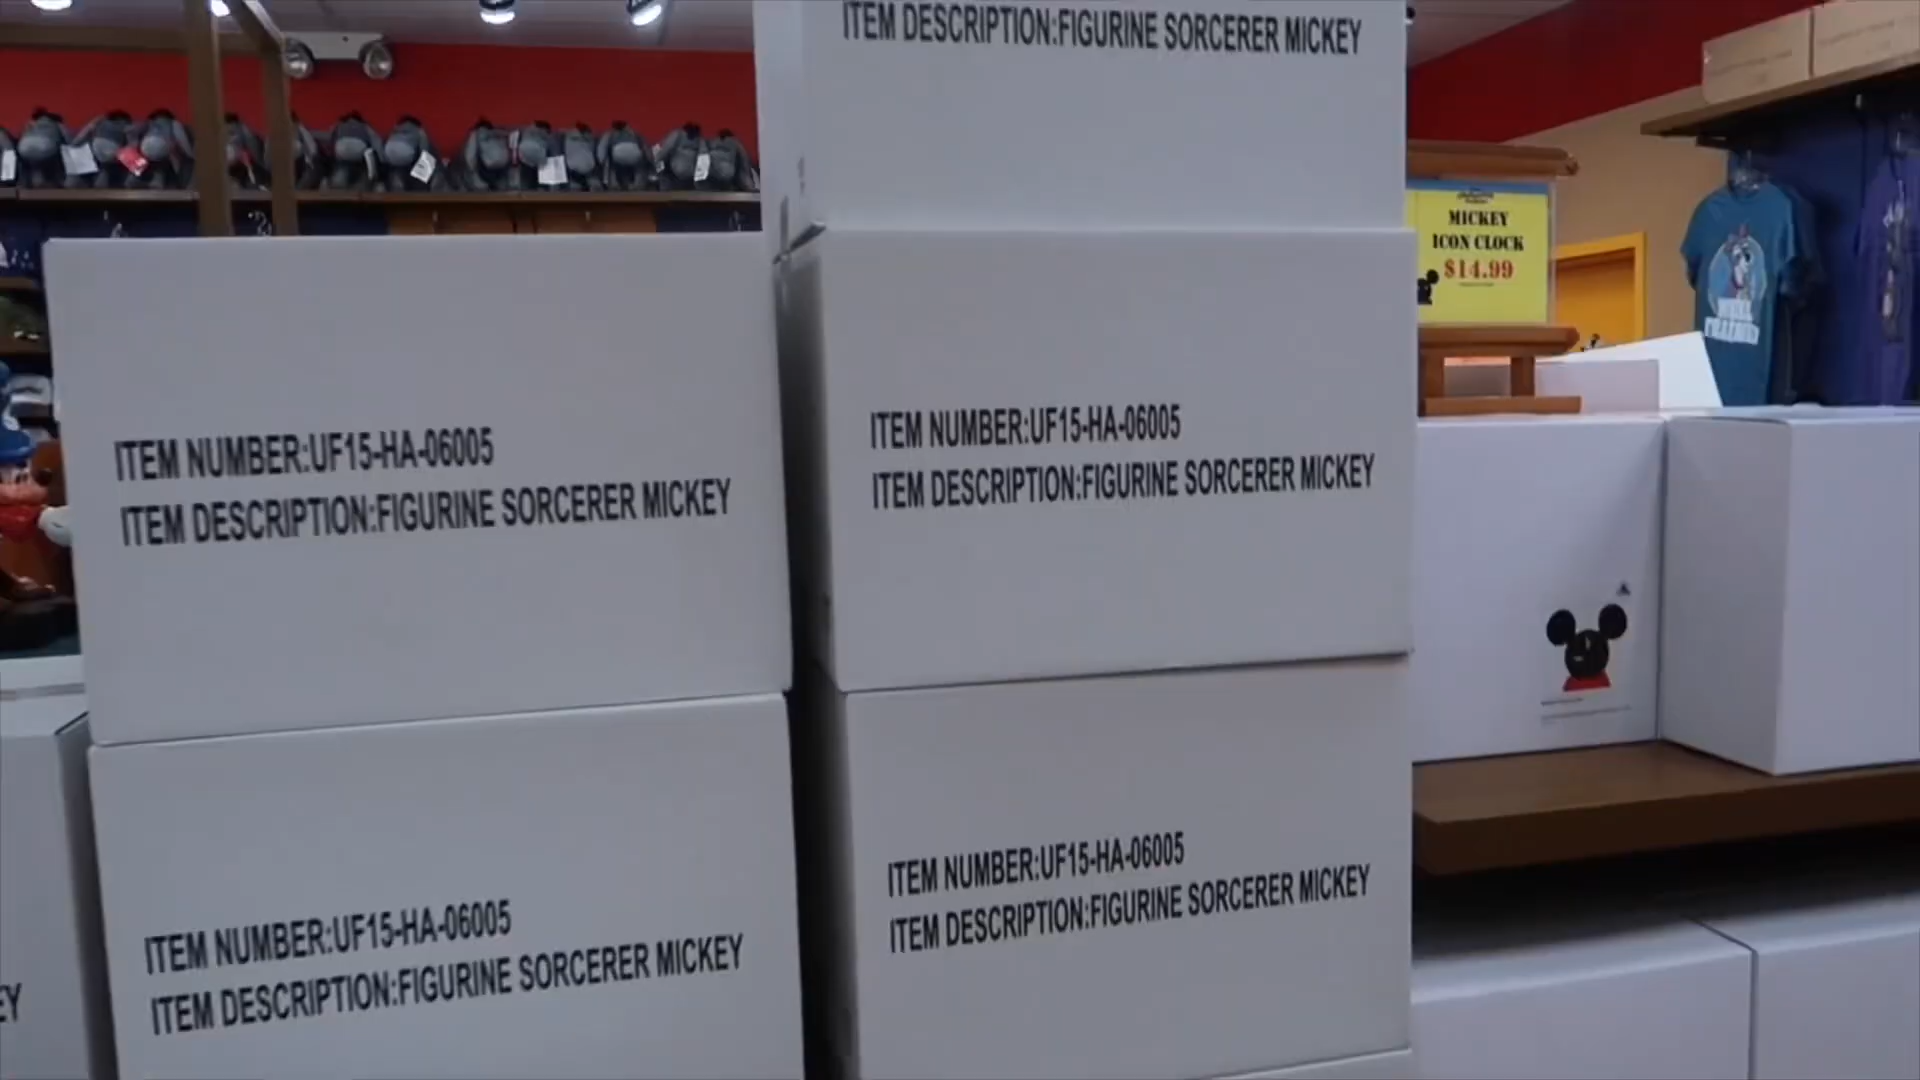 ITEM DESCRIPTION:FIGURINE SORCERER MICKEY
MICKEY
ICON CLOCK
$14.99
ITEM NUMBER:UF15-HA-06005
ITEM DESCRIPTION:FIGURINE SORCERER MICKEY
ITEM NUMBER:UF15-HA-06005
ITEM DESCRIPTION:FIGURINE SORCERER MICKEY
ITEM NUMBER:UF15-HA-06005
ITEM DESCRIPTION:FIGURINE SORCERER MICKEY
ITEM NUMBER:UF15-HA-06005
ITEM DESCRIPTION:FIGURINE SORCERER MICKEY
EY